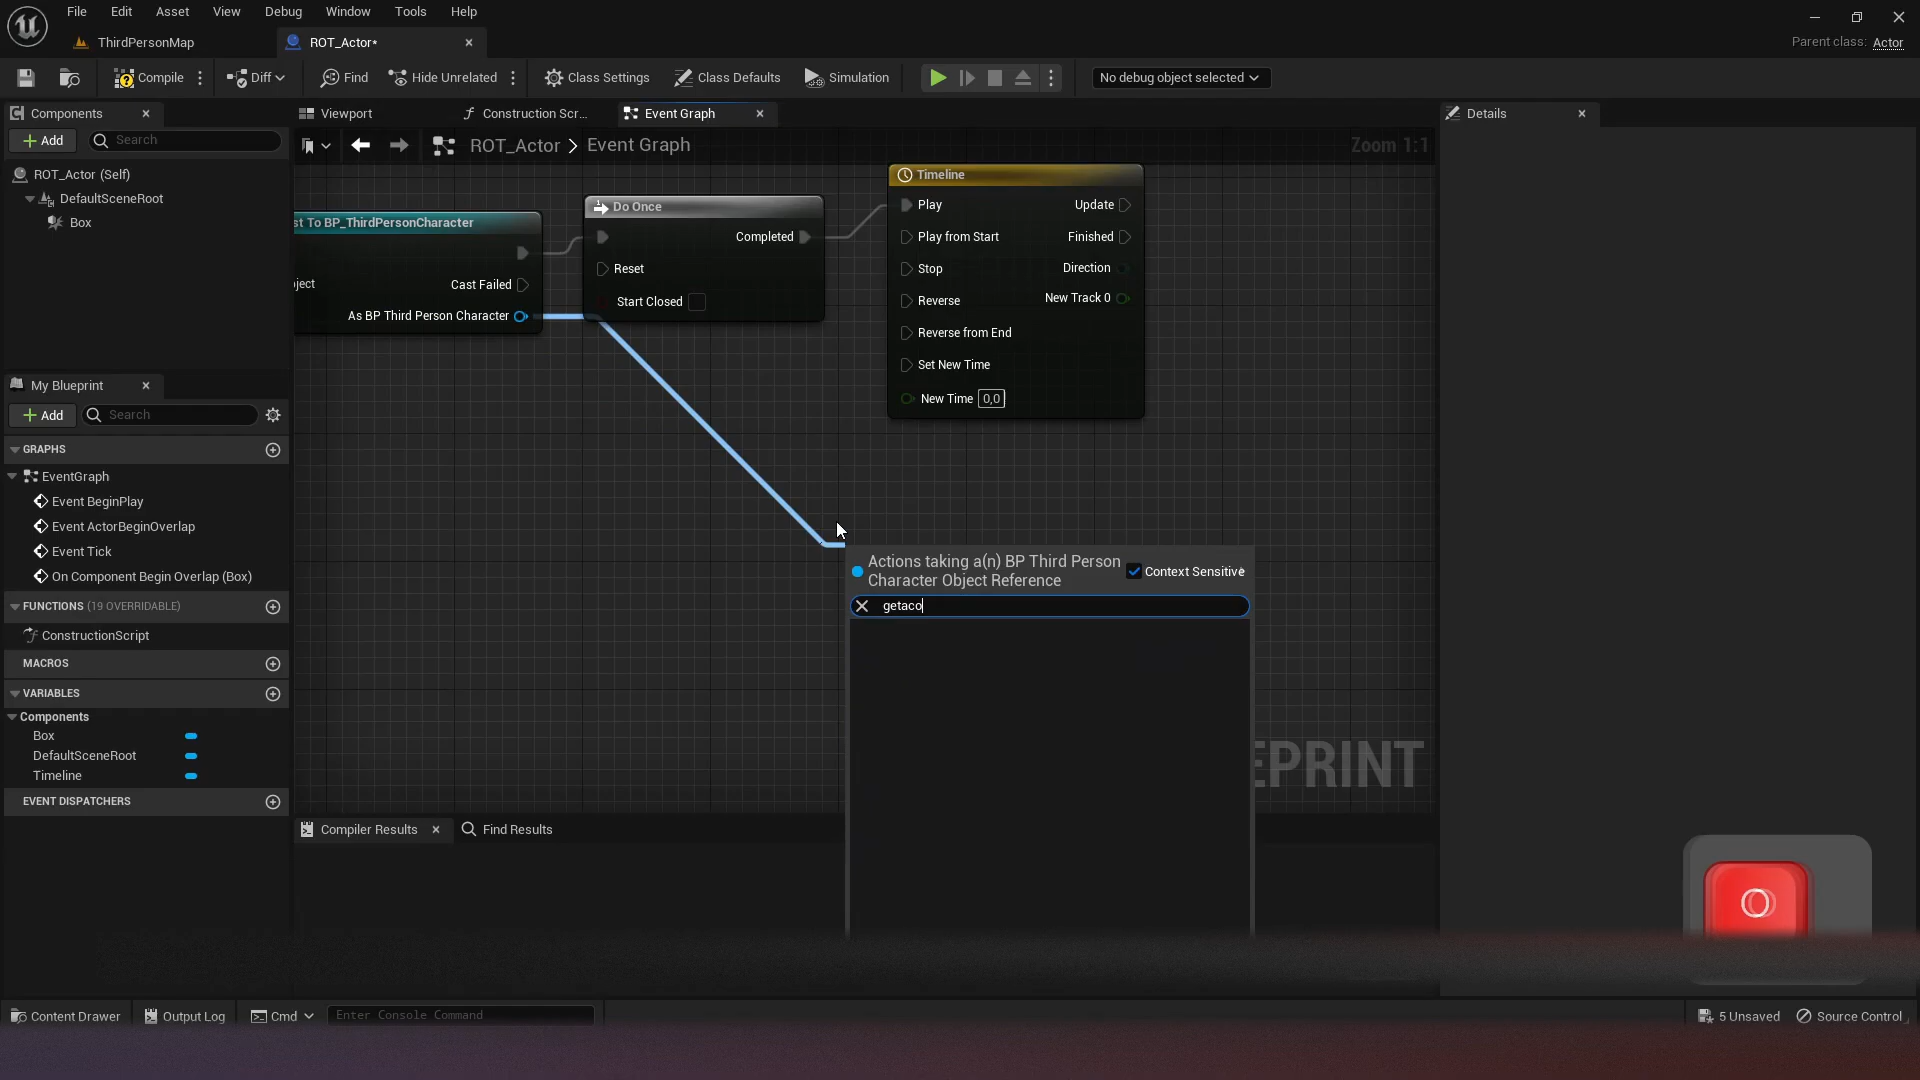 File Edit Asset View Debug Window Tools Help
ThirdPersonMap
ROT_Actor*
Parent class: Actor
Compile
Diff
Find
Hide Unrelated
Class Settings
Class Defaults
Simulation
No debug object selected
Components
Viewport
Construction Scr...
Event Graph
Details
Add
Search
ROT_Actor > Event Graph
Zoom 1:1
ROT_Actor (Self)
DefaultSceneRoot
Box
st To BP_ThirdPersonCharacter
ject
Cast Failed
As BP Third Person Character
Do Once
Completed
Reset
Start Closed
Timeline
Play
Update
Play from Start
Finished
Stop
Direction
Reverse
New Track 0
Reverse from End
Set New Time
New Time 0,0
My Blueprint
Add
Search
GRAPHS
EventGraph
Event BeginPlay
Event ActorBeginOverlap
Event Tick
On Component Begin Overlap (Box)
FUNCTIONS (19 OVERRIDABLE)
ConstructionScript
MACROS
VARIABLES
Components
Box
DefaultSceneRoot
Timeline
EVENT DISPATCHERS
Actions taking a(n) BP Third Person
Character Object Reference
Context Sensitive
getaco
EPRINT
Compiler Results
Find Results
O
Content Drawer
Output Log
Cmd
Enter Console Command
5 Unsaved
Source Control